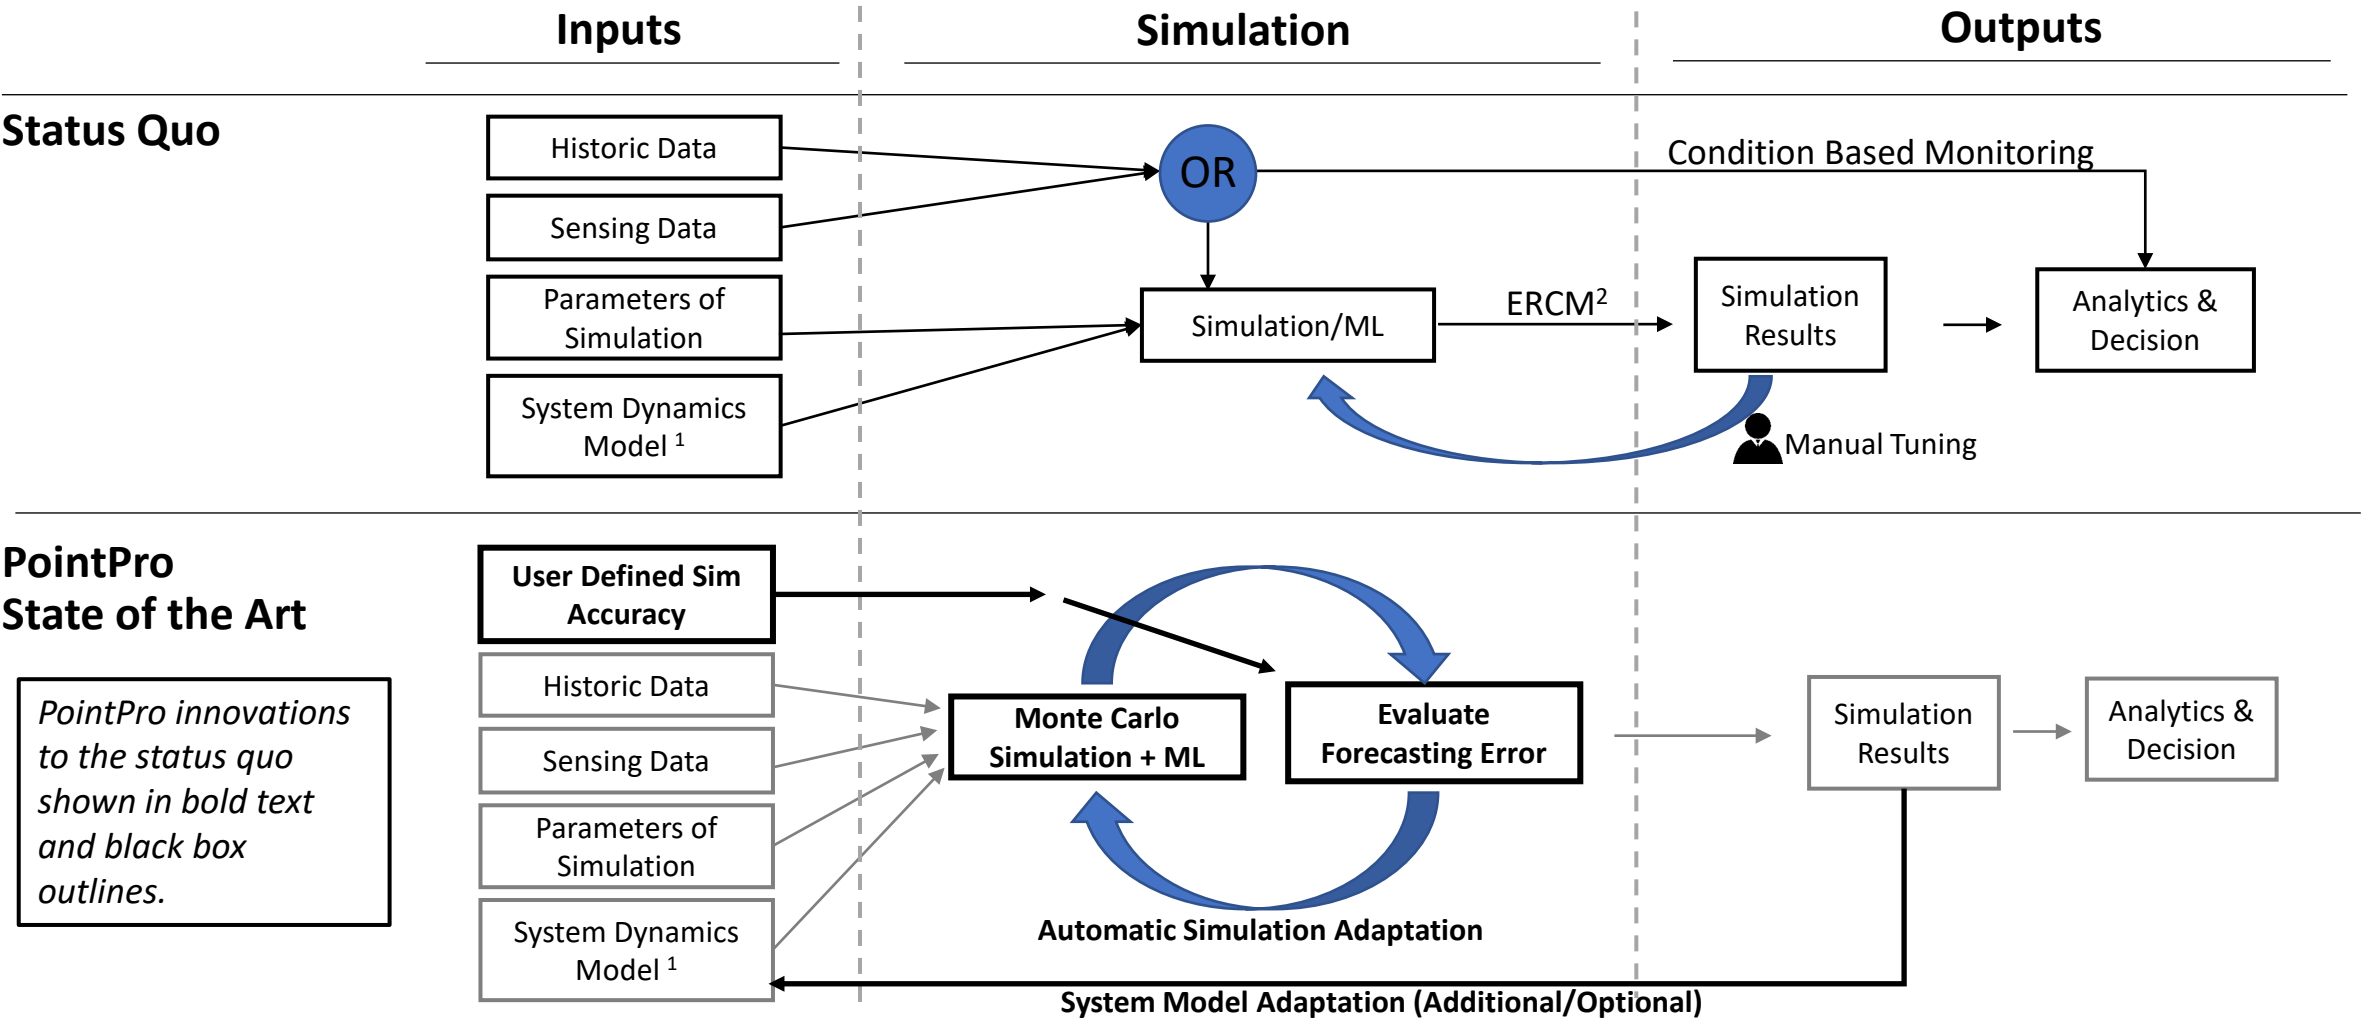 Inputs
Simulation
Outputs
Status Quo
Historic Data
Sensing Data
Parameters of
Simulation
System Dynamics
Model 1
OR
Condition Based Monitoring
Simulation/ML
ERCM2
Simulation
Results
Analytics &
Decision
Manual Tuning
PointPro
State of the Art
PointPro innovations
to the status quo
shown in bold text
and black box
outlines.
User Defined Sim
Accuracy
Historic Data
Sensing Data
Parameters of
Simulation
System Dynamics
Model 1
Monte Carlo
Simulation + ML
Evaluate
Forecasting Error
Automatic Simulation Adaptation
Simulation
Results
Analytics &
Decision
System Model Adaptation (Additional/Optional)